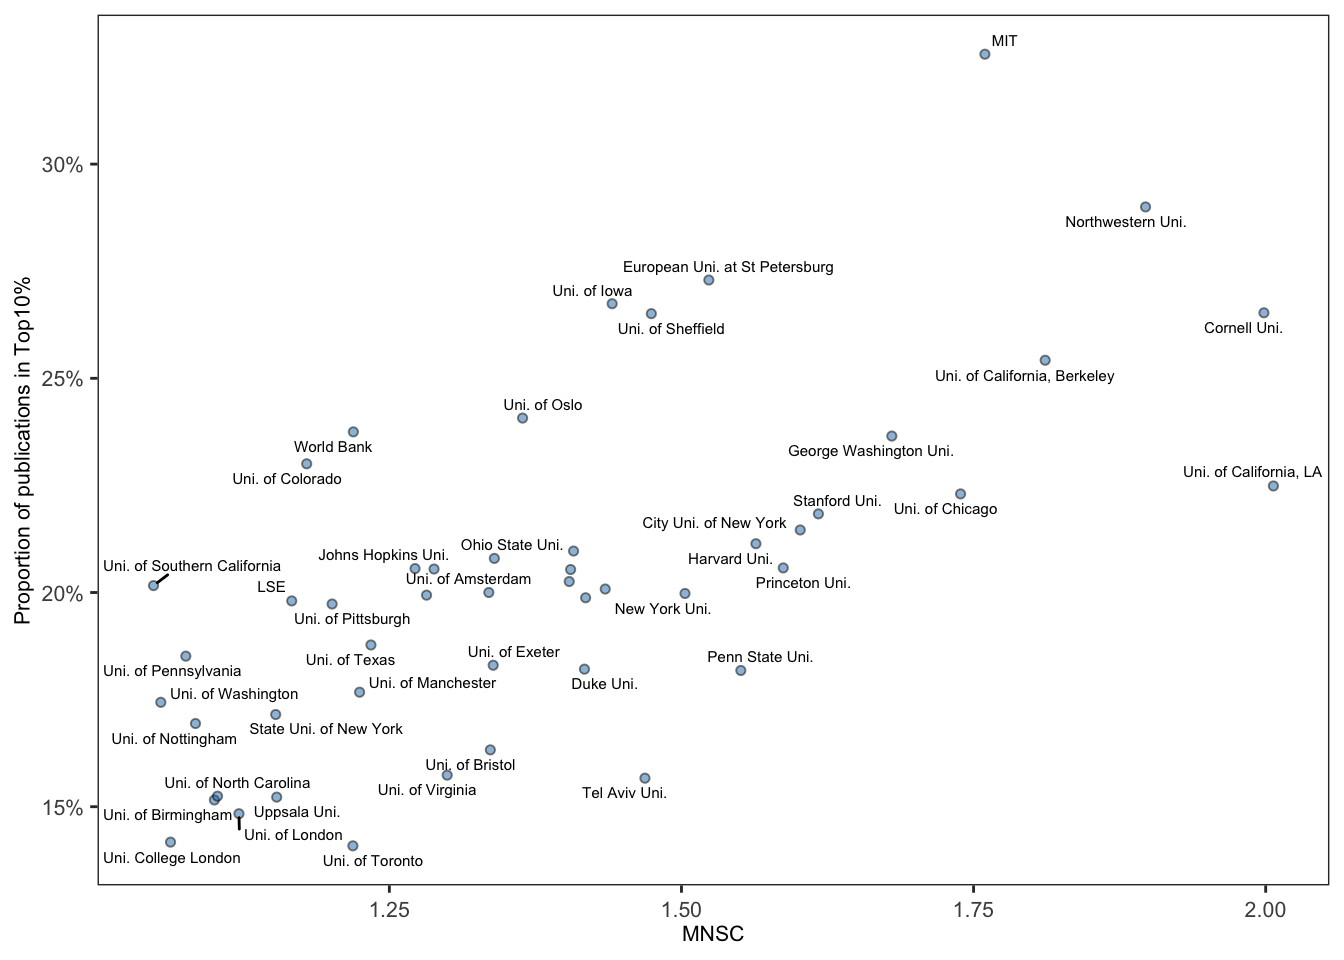 MIT
30%
Northwestern Uni.
European Uni. at St Petersburg
Uni. of Iowa
Uni. of Sheffield
Cornell Uni.
25%
Uni. of California, Berkeley
Uni. of Oslo
World Bank
George Washington Uni.
Uni. of Colorado
Uni. of California, LA
Stanford Uni.
Uni. of Chicago
City Uni. of New York
Ohio State Uni.
Johns Hopkins Uni.
Harvard Uni.
Uni. of Southern California
Uni. of Amsterdam
Princeton Uni.
LSE
20%
New York Uni.
Uni. of Pittsburgh
Proportion of publications in Top10%
Uni. of Exeter
Penn State Uni.
Uni. of Texas
Uni. of Pennsylvania
Uni. of Manchester
Duke Uni.
Uni. of Washington
State Uni. of New York
Uni. of Nottingham
Uni. of Bristol
Uni. of North Carolina
Uni. of Virginia
Tel Aviv Uni.
15%
Uni. of Birmingham
Uppsala Uni.
Uni. of London
Uni. College London
Uni. of Toronto
1.25
1.50
1.75
2.00
MNSC